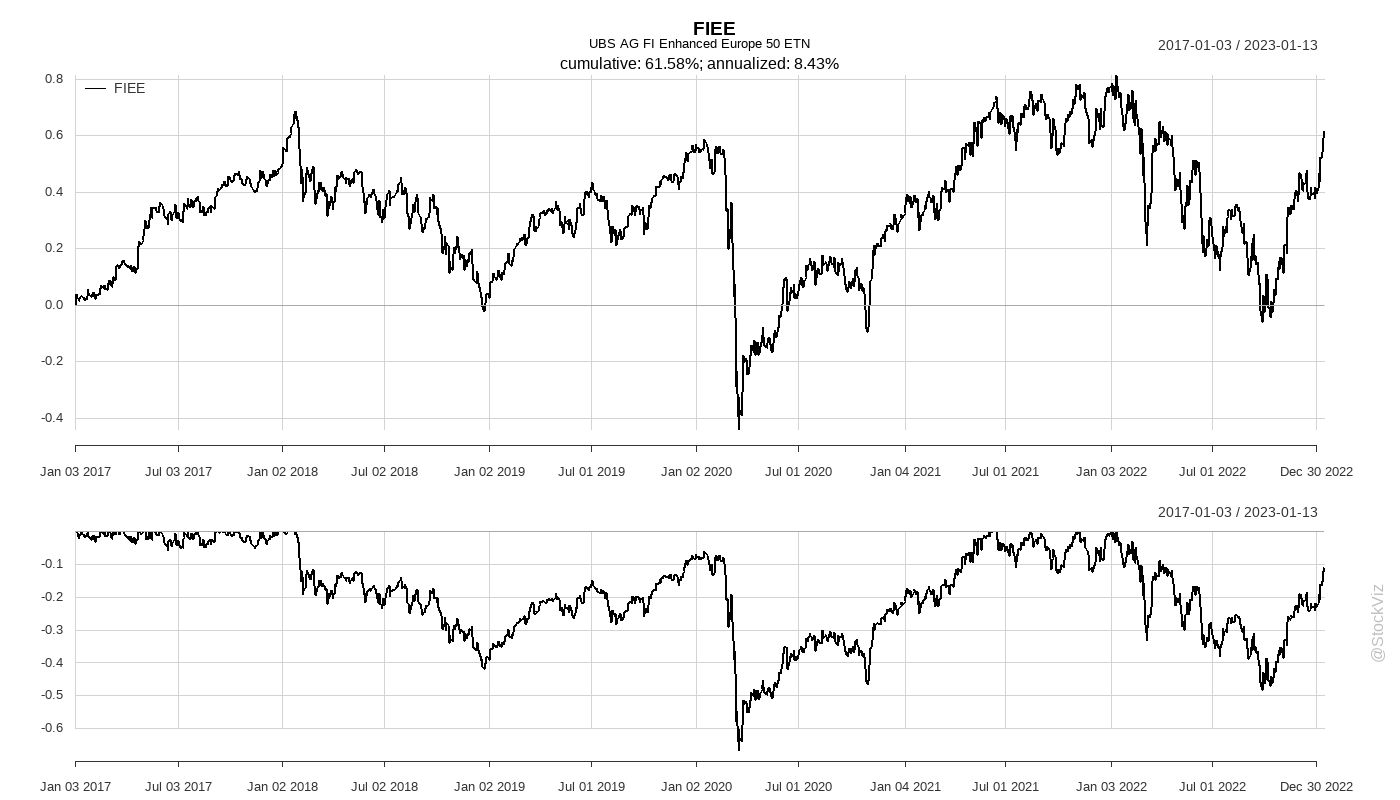 FIEE
UBS AG FI Enhanced Europe 50 ETN
cumulative: 61.58%; annualized: 8.43%
2017-01-03 / 2023-01-13
FIEE
0.8
0.6
0.4
0.2
0.0
-0.2
-0.4
Jan 03 2017 Jul 03 2017 Jan 02 2018 Jul 02 2018 Jan 02 2019 Jul 01 2019 Jan 02 2020 Jul 01 2020 Jan 04 2021 Jul 01 2021 Jan 03 2022 Jul 01 2022 Dec 30 2022
2017-01-03 / 2023-01-13
-0.1
-0.2
-0.3
-0.4
-0.5
-0.6
Jan 03 2017 Jul 03 2017 Jan 02 2018 Jul 02 2018 Jan 02 2019 Jul 01 2019 Jan 02 2020 Jul 01 2020 Jan 04 2021 Jul 01 2021 Jan 03 2022 Jul 01 2022 Dec 30 2022
@StockViz